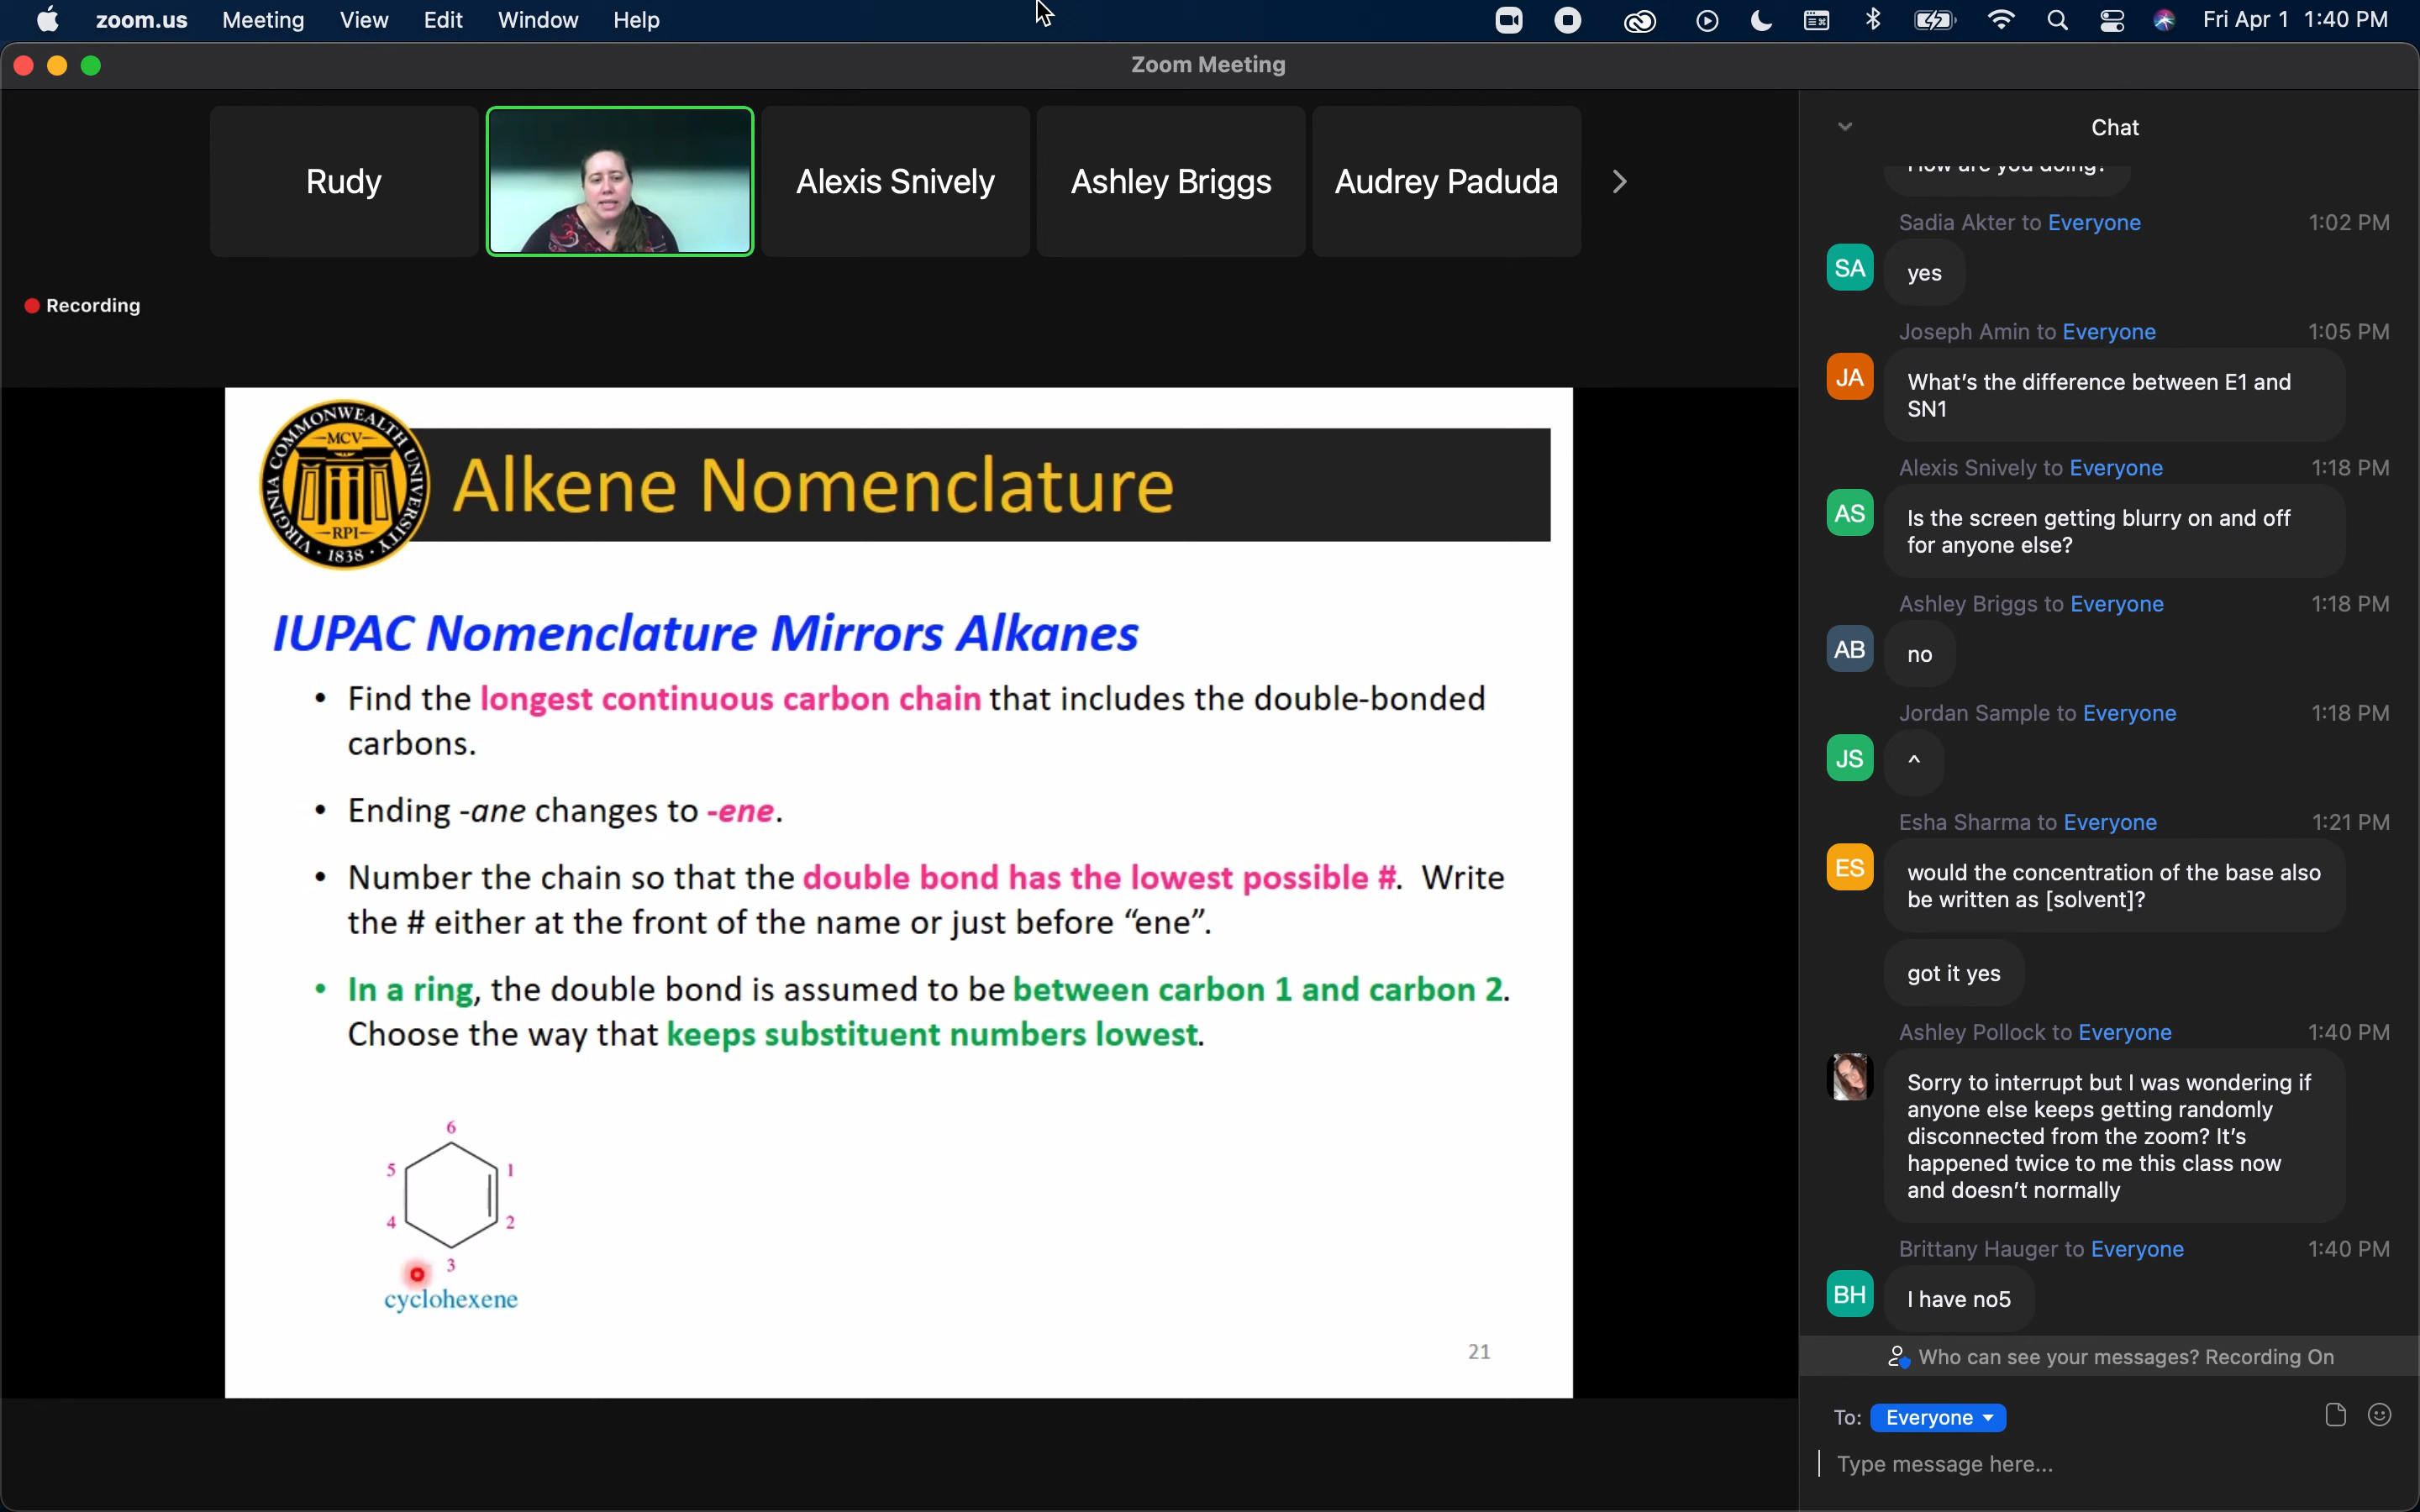 zoom.us Meeting View Edit Window Help Fri Apr 1 1:40 PM
Zoom Meeting
Rudy
Alexis Snively
Ashley Briggs
Audrey Paduda
Recording
VIRGINIA COMMONWEALTH UNIVERSITY
MCV
RPI
1838
Alkene Nomenclature
IUPAC Nomenclature Mirrors Alkanes
• Find the longest continuous carbon chain that includes the double-bonded
carbons.
• Ending -ane changes to -ene.
• Number the chain so that the double bond has the lowest possible #. Write
the # either at the front of the name or just before “ene”.
• In a ring, the double bond is assumed to be between carbon 1 and carbon 2.
Choose the way that keeps substituent numbers lowest.
6
5 1
4 2
3
cyclohexene
21
Chat
Sadia Akter to Everyone 1:02 PM
SA
yes
Joseph Amin to Everyone 1:05 PM
JA
What’s the difference between E1 and
SN1
Alexis Snively to Everyone 1:18 PM
AS
Is the screen getting blurry on and off
for anyone else?
Ashley Briggs to Everyone 1:18 PM
AB
no
Jordan Sample to Everyone 1:18 PM
JS
^
Esha Sharma to Everyone 1:21 PM
ES
would the concentration of the base also
be written as [solvent]?
got it yes
Ashley Pollock to Everyone 1:40 PM
Sorry to interrupt but I was wondering if
anyone else keeps getting randomly
disconnected from the zoom? It’s
happened twice to me this class now
and doesn’t normally
Brittany Hauger to Everyone 1:40 PM
BH
I have no5
Who can see your messages? Recording On
To: Everyone
Type message here...